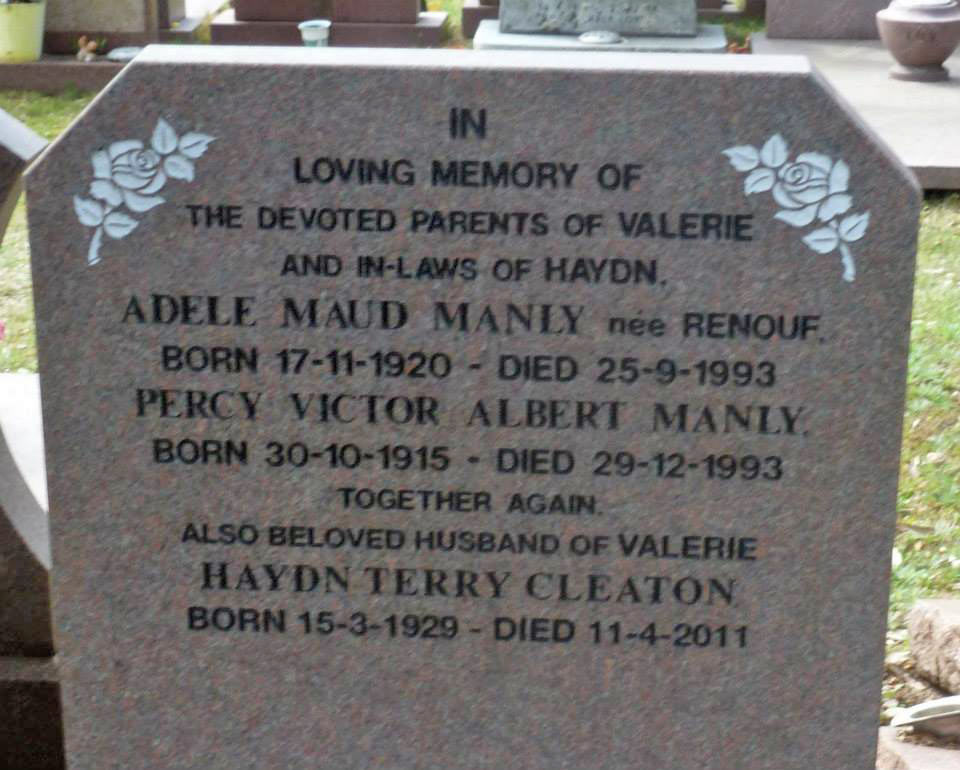 IN
LOVING MEMORY OF
THE DEVOTED PARENTS OF VALERIE
AND IN-LAWS OF HAYDN.
ADELE MAUD MANLY née RENOUF.
BORN 17-11-1920 - DIED 25-9-1993
PERCY VICTOR ALBERT MANLY.
BORN 30-10-1915 - DIED 29-12-1993
TOGETHER AGAIN.
ALSO BELOVED HUSBAND OF VALERIE
HAYDN TERRY CLEATON
BORN 15-3-1929 - DIED 11-4-2011